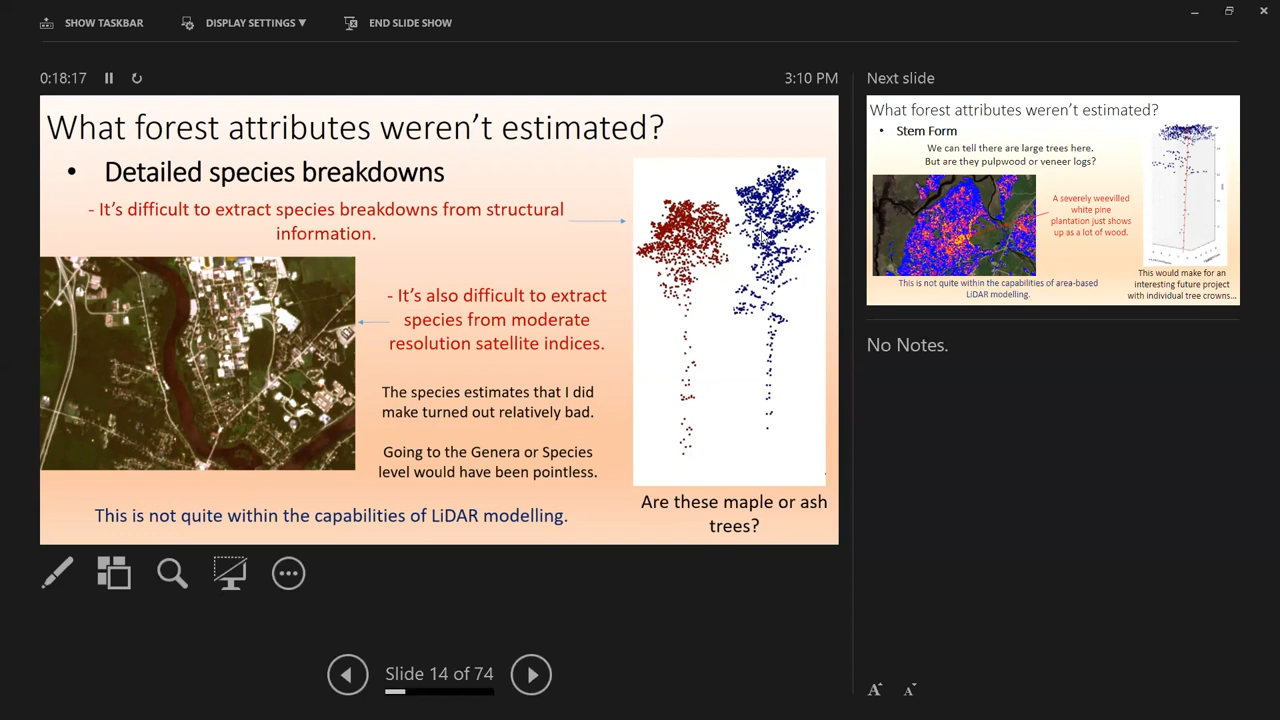 SHOW TASKBAR
DISPLAY SETTINGS ▼
END SLIDE SHOW
0:18:17
3:10 PM
What forest attributes weren't estimated?
• Detailed species breakdowns
- It's difficult to extract species breakdowns from structural
information.
- It's also difficult to extract
species from moderate
resolution satellite indices.
The species estimates that I did
make turned out relatively bad.
Going to the Genera or Species
level would have been pointless.
This is not quite within the capabilities of LiDAR modelling.
Are these maple or ash
trees?
Slide 14 of 74
Next slide
What forest attributes weren't estimated?
• Stem Form
We can tell there are large trees here.
But are they pulpwood or veneer logs?
A severely weevilled
white pine
plantation just shows
up as a lot of wood.
This is not quite within the capabilities of area-based
LiDAR modelling.
This would make for an
interesting future project
with individual tree crowns...
No Notes.
A A